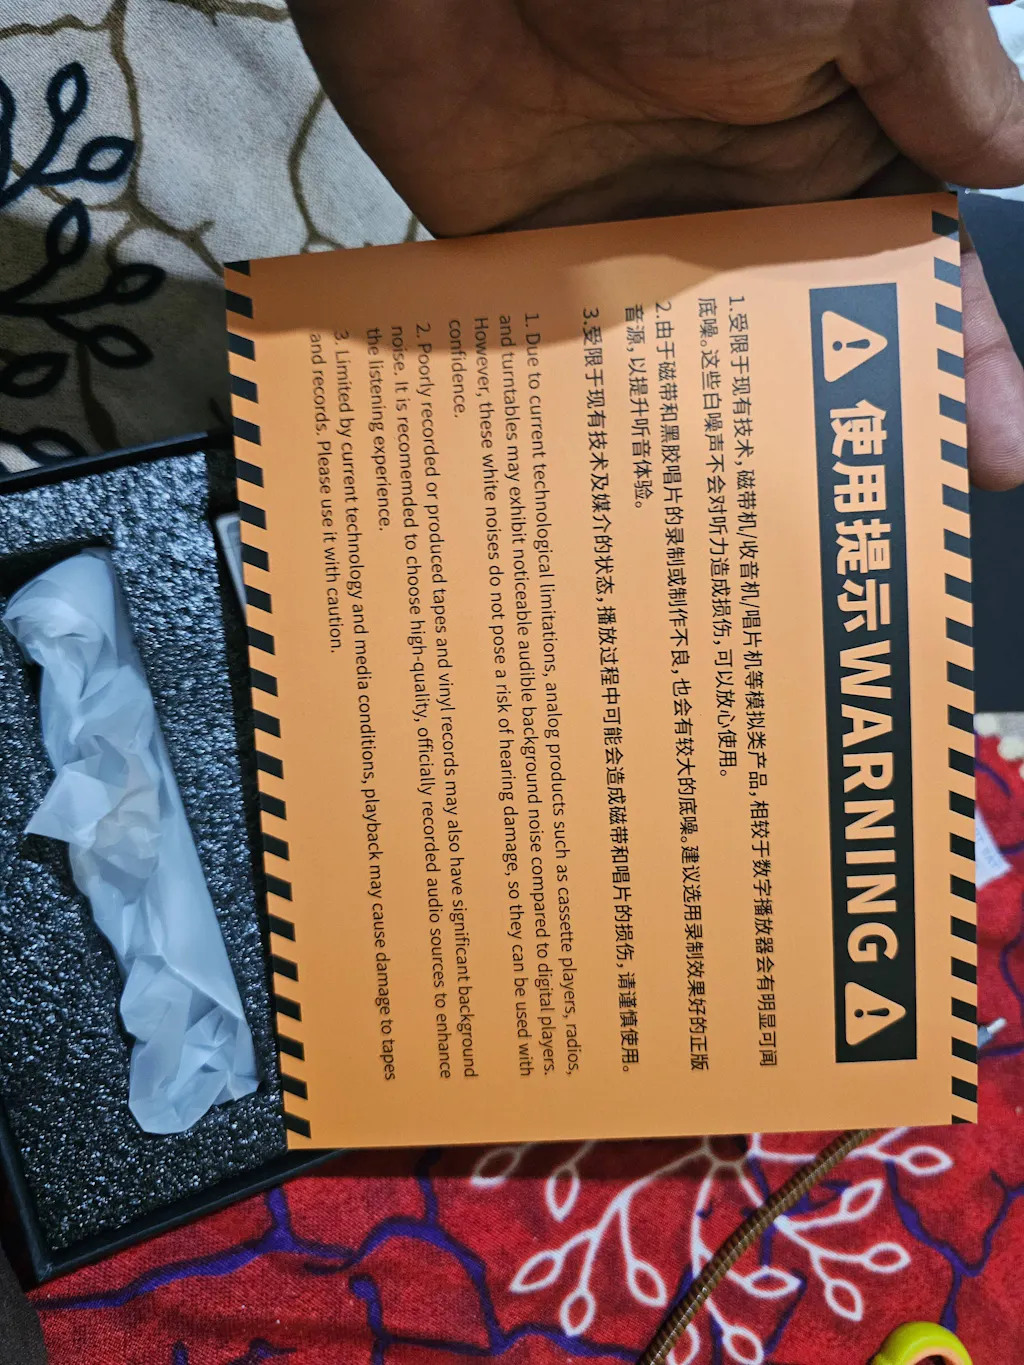 使用提示 WARNING
1.受限于现有技术，磁带机/收音机/唱片机等模拟类产品，相较于数字播放器会有明显可闻
底噪。这些白噪声不会对听力造成损伤，可以放心使用。
2.由于磁带和黑胶唱片的录制或制作不良，也会有较大的底噪。建议选用录制效果好的正版
音源，以提升听音体验。
3.受限于现有技术及媒介的状态，播放过程中可能会造成磁带和唱片的损伤，请谨慎使用。
1. Due to current technological limitations, analog products such as cassette players, radios,
and turntables may exhibit noticeable audible background noise compared to digital players.
However, these white noises do not pose a risk of hearing damage, so they can be used with
confidence.
2. Poorly recorded or produced tapes and vinyl records may also have significant background
noise. It is recomemded to choose high-quality, officially recorded audio sources to enhance
the listening experience.
3. Limited by current technology and media conditions, playback may cause damage to tapes
and records. Please use it with caution.